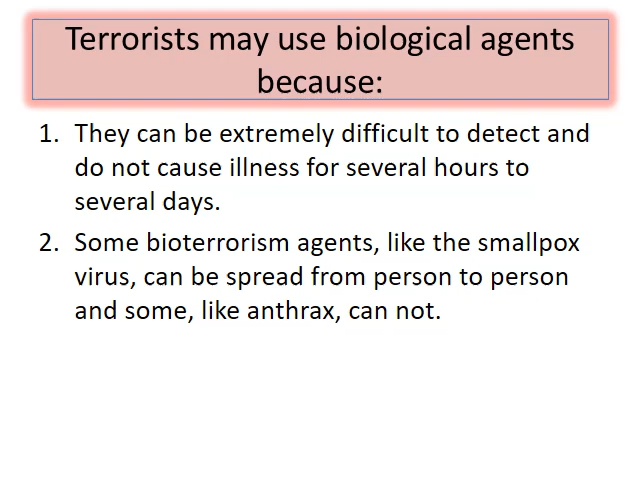 Terrorists may use biological agents
because:
1. They can be extremely difficult to detect and
do not cause illness for several hours to
several days.
2. Some bioterrorism agents, like the smallpox
virus, can be spread from person to person
and some, like anthrax, can not.